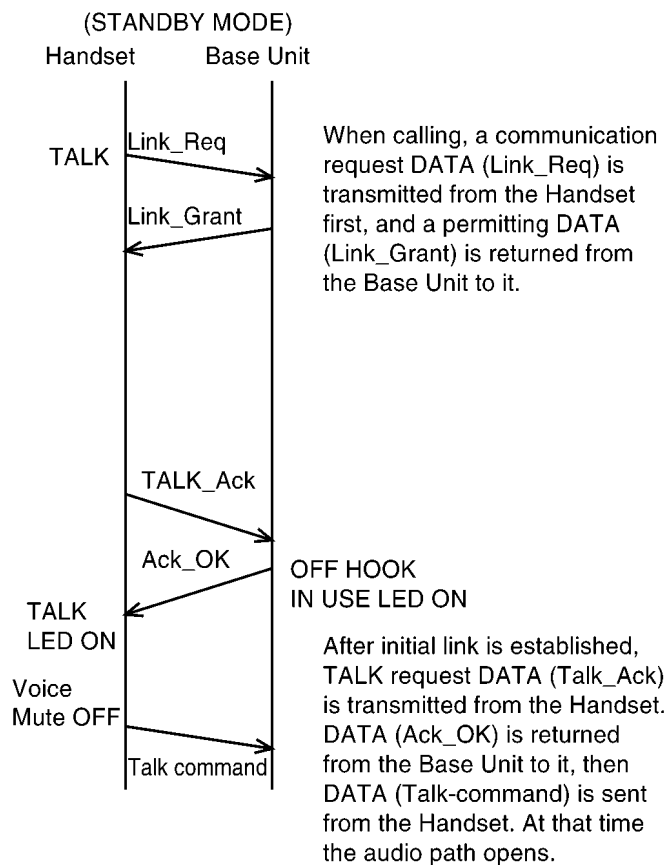 (STANDBY MODE)
Handset Base Unit
TALK
Link_Req
Link_Grant
When calling, a communication
request DATA (Link_Req) is
transmitted from the Handset
first, and a permitting DATA
(Link_Grant) is returned from
the Base Unit to it.
TALK_Ack
Ack_OK
OFF HOOK
IN USE LED ON
TALK
LED ON
Voice
Mute OFF
Talk command
After initial link is established,
TALK request DATA (Talk_Ack)
is transmitted from the Handset.
DATA (Ack_OK) is returned
from the Base Unit to it, then
DATA (Talk-command) is sent
from the Handset. At that time
the audio path opens.